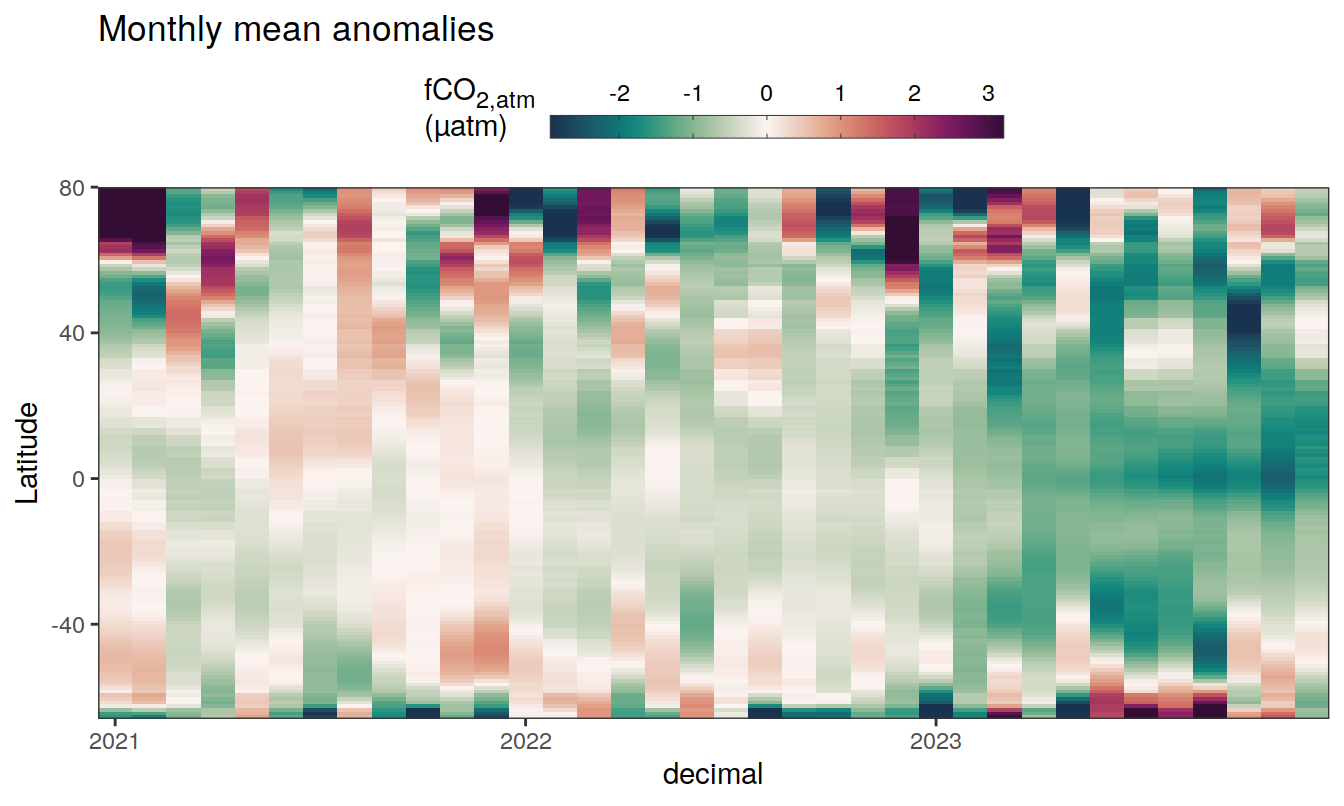 Monthly mean anomalies
fCO2,atm
(µatm)
-2 -1 0 1 2 3
80
40
0
-40
Latitude
2021 2022 2023
decimal